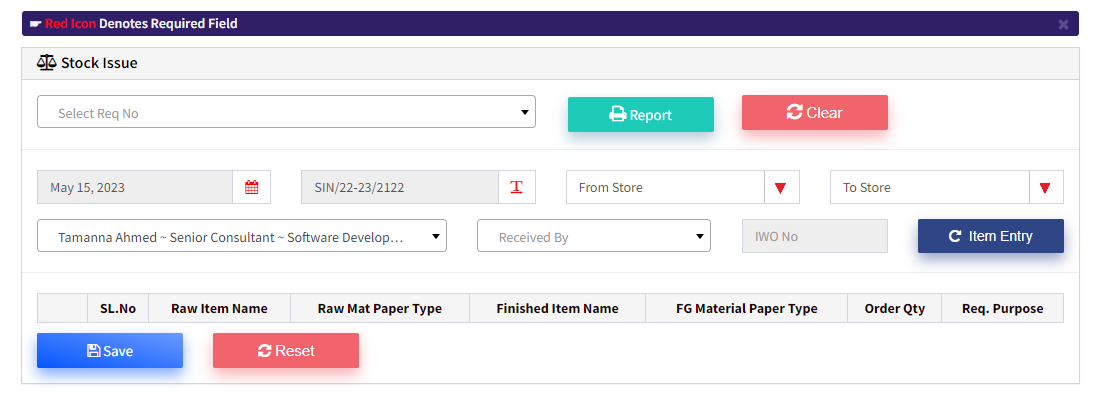 Red Icon Denotes Required Field
Stock Issue
Select Req No Report Clear
May 15, 2023 SIN/22-23/2122 From Store To Store
Tamanna Ahmed ~ Senior Consultant ~ Software Develop... Received By IWO No Item Entry
SL.No Raw Item Name Raw Mat Paper Type Finished Item Name FG Material Paper Type Order Qty Req. Purpose
Save Reset